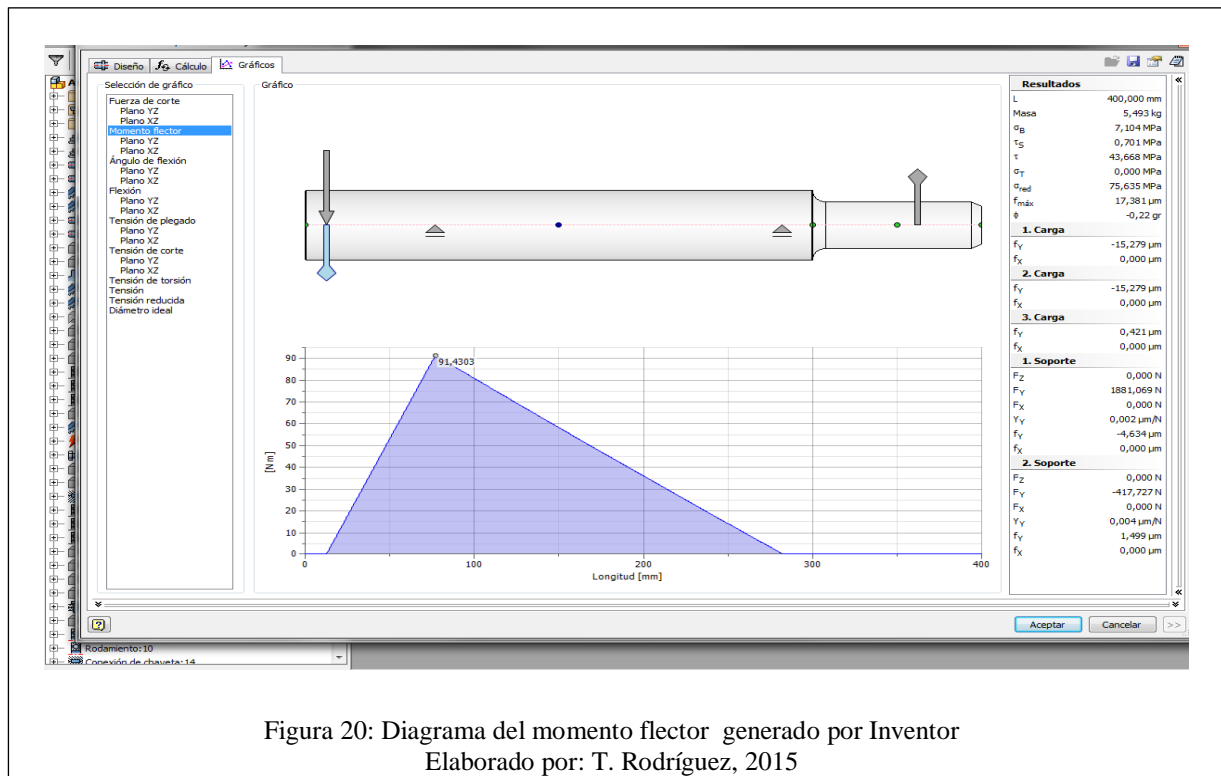 Diseño
Cálculo
Gráficos
Selección de gráfico
Fuerza de corte
Plano YZ
Plano XZ
Momento flector
Plano YZ
Plano XZ
Ángulo de flexión
Plano YZ
Plano XZ
Flexión
Plano YZ
Plano XZ
Tensión de plegado
Plano YZ
Plano XZ
Tensión de corte
Plano YZ
Plano XZ
Tensión de torsión
Tensión
Tensión reducida
Diámetro ideal
Gráfico
91,4303
90
80
70
60
50
40
30
20
10
0
[Nm]
0
100
200
300
400
Longitud [mm]
Resultados
L 400,000 mm
Masa 5,493 kg
σB 7,104 MPa
τS 0,701 MPa
τ 43,668 MPa
σT 0,000 MPa
σred 75,635 MPa
fmáx 17,381 µm
ϕ -0,22 gr
1. Carga
fY -15,279 µm
fX 0,000 µm
2. Carga
fY -15,279 µm
fX 0,000 µm
3. Carga
fY 0,421 µm
fX 0,000 µm
1. Soporte
FZ 0,000 N
FY 1881,069 N
FX 0,000 N
YY 0,002 µm/N
fY -4,634 µm
fX 0,000 µm
2. Soporte
FZ 0,000 N
FY -417,727 N
FX 0,000 N
YY 0,004 µm/N
fY 1,499 µm
fX 0,000 µm
Aceptar
Cancelar
>>
Rodamiento:10
Conexión de chaveta:14
Figura 20: Diagrama del momento flector generado por Inventor
Elaborado por: T. Rodríguez, 2015